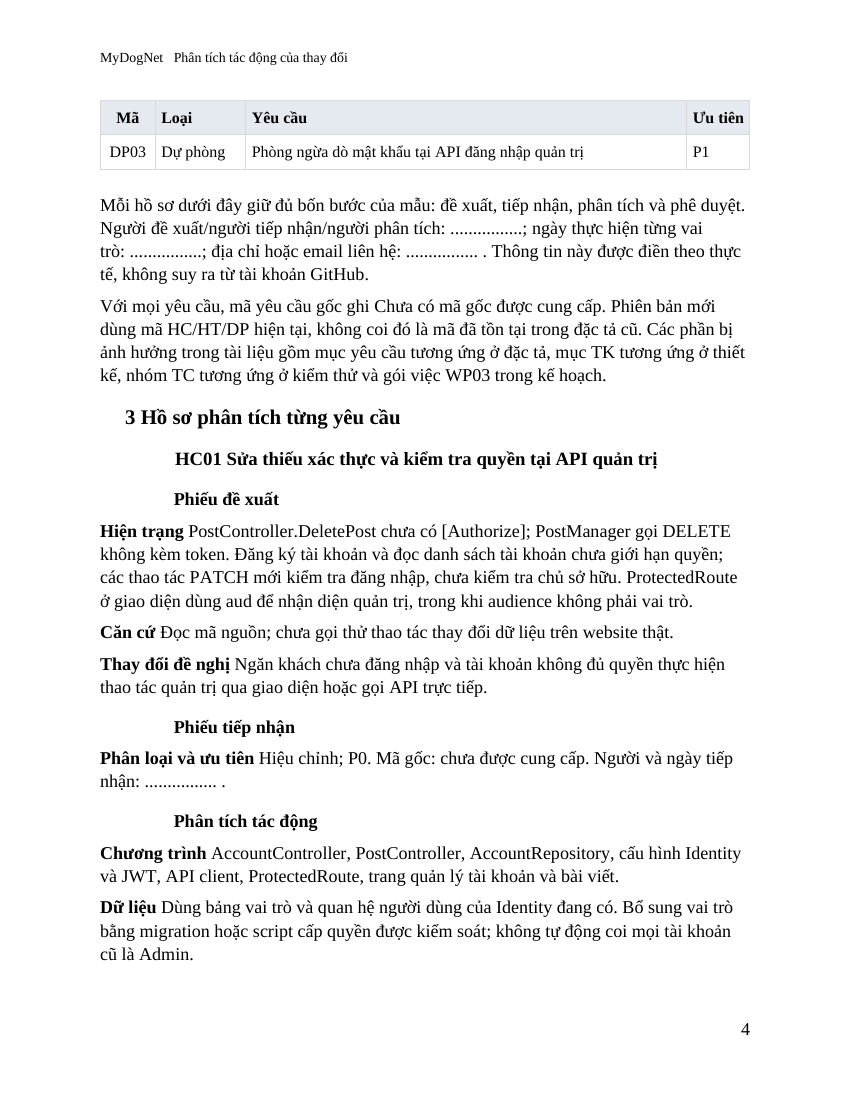 MyDogNet Phân tích tác động của thay đổi
Mã Loại Yêu cầu Ưu tiên
DP03 Dự phòng Phòng ngừa dò mật khẩu tại API đăng nhập quản trị P1
Mỗi hồ sơ dưới đây giữ đủ bốn bước của mẫu: đề xuất, tiếp nhận, phân tích và phê duyệt.
Người đề xuất/người tiếp nhận/người phân tích: ................; ngày thực hiện từng vai
trò: ................; địa chỉ hoặc email liên hệ: ................ . Thông tin này được điền theo thực
tế, không suy ra từ tài khoản GitHub.
Với mọi yêu cầu, mã yêu cầu gốc ghi Chưa có mã gốc được cung cấp. Phiên bản mới
dùng mã HC/HT/DP hiện tại, không coi đó là mã đã tồn tại trong đặc tả cũ. Các phần bị
ảnh hưởng trong tài liệu gồm mục yêu cầu tương ứng ở đặc tả, mục TK tương ứng ở thiết
kế, nhóm TC tương ứng ở kiểm thử và gói việc WP03 trong kế hoạch.
3 Hồ sơ phân tích từng yêu cầu
HC01 Sửa thiếu xác thực và kiểm tra quyền tại API quản trị
Phiếu đề xuất
Hiện trạng PostController.DeletePost chưa có [Authorize]; PostManager gọi DELETE
không kèm token. Đăng ký tài khoản và đọc danh sách tài khoản chưa giới hạn quyền;
các thao tác PATCH mới kiểm tra đăng nhập, chưa kiểm tra chủ sở hữu. ProtectedRoute
ở giao diện dùng aud để nhận diện quản trị, trong khi audience không phải vai trò.
Căn cứ Đọc mã nguồn; chưa gọi thử thao tác thay đổi dữ liệu trên website thật.
Thay đổi đề nghị Ngăn khách chưa đăng nhập và tài khoản không đủ quyền thực hiện
thao tác quản trị qua giao diện hoặc gọi API trực tiếp.
Phiếu tiếp nhận
Phân loại và ưu tiên Hiệu chỉnh; P0. Mã gốc: chưa được cung cấp. Người và ngày tiếp
nhận: ................ .
Phân tích tác động
Chương trình AccountController, PostController, AccountRepository, cấu hình Identity
và JWT, API client, ProtectedRoute, trang quản lý tài khoản và bài viết.
Dữ liệu Dùng bảng vai trò và quan hệ người dùng của Identity đang có. Bổ sung vai trò
bằng migration hoặc script cấp quyền được kiểm soát; không tự động coi mọi tài khoản
cũ là Admin.
4